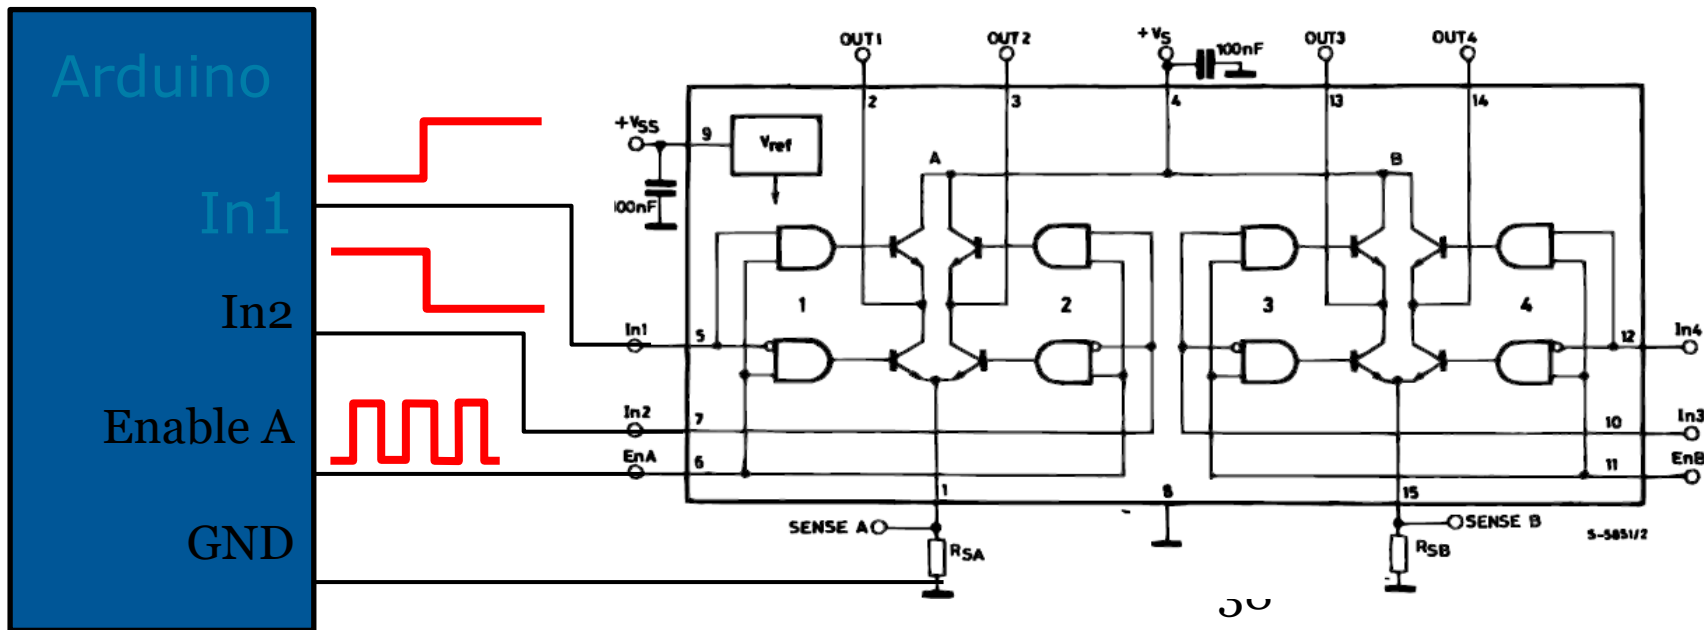 Arduino
In1
In2
Enable A
GND
OUT1
OUT2
+VS
100nF
OUT3
OUT4
2
3
4
13
14
+VSS
9
Vref
100nF
A
B
1
2
3
4
In1
5
12
In4
In2
7
10
In3
EnA
6
11
EnB
1
8
15
SENSE A
SENSE B
S-5851/2
RSA
RSB